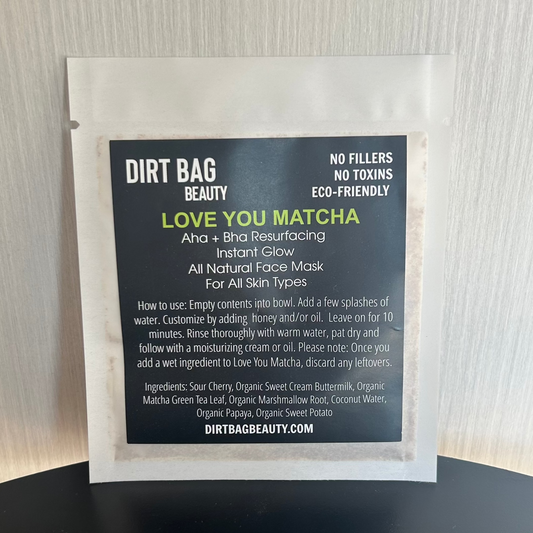 DIRT BAG
BEAUTY
NO FILLERS
NO TOXINS
ECO-FRIENDLY
LOVE YOU MATCHA
Aha + Bha Resurfacing
Instant Glow
All Natural Face Mask
For All Skin Types
How to use: Empty contents into bowl. Add a few splashes of
water. Customize by adding honey and/or oil. Leave on for 10
minutes. Rinse thoroughly with warm water, pat dry and
follow with a moisturizing cream or oil. Please note: Once you
add a wet ingredient to Love You Matcha, discard any leftovers.
Ingredients: Sour Cherry, Organic Sweet Cream Buttermilk, Organic
Matcha Green Tea Leaf, Organic Marshmallow Root, Coconut Water,
Organic Papaya, Organic Sweet Potato
DIRTBAGBEAUTY.COM